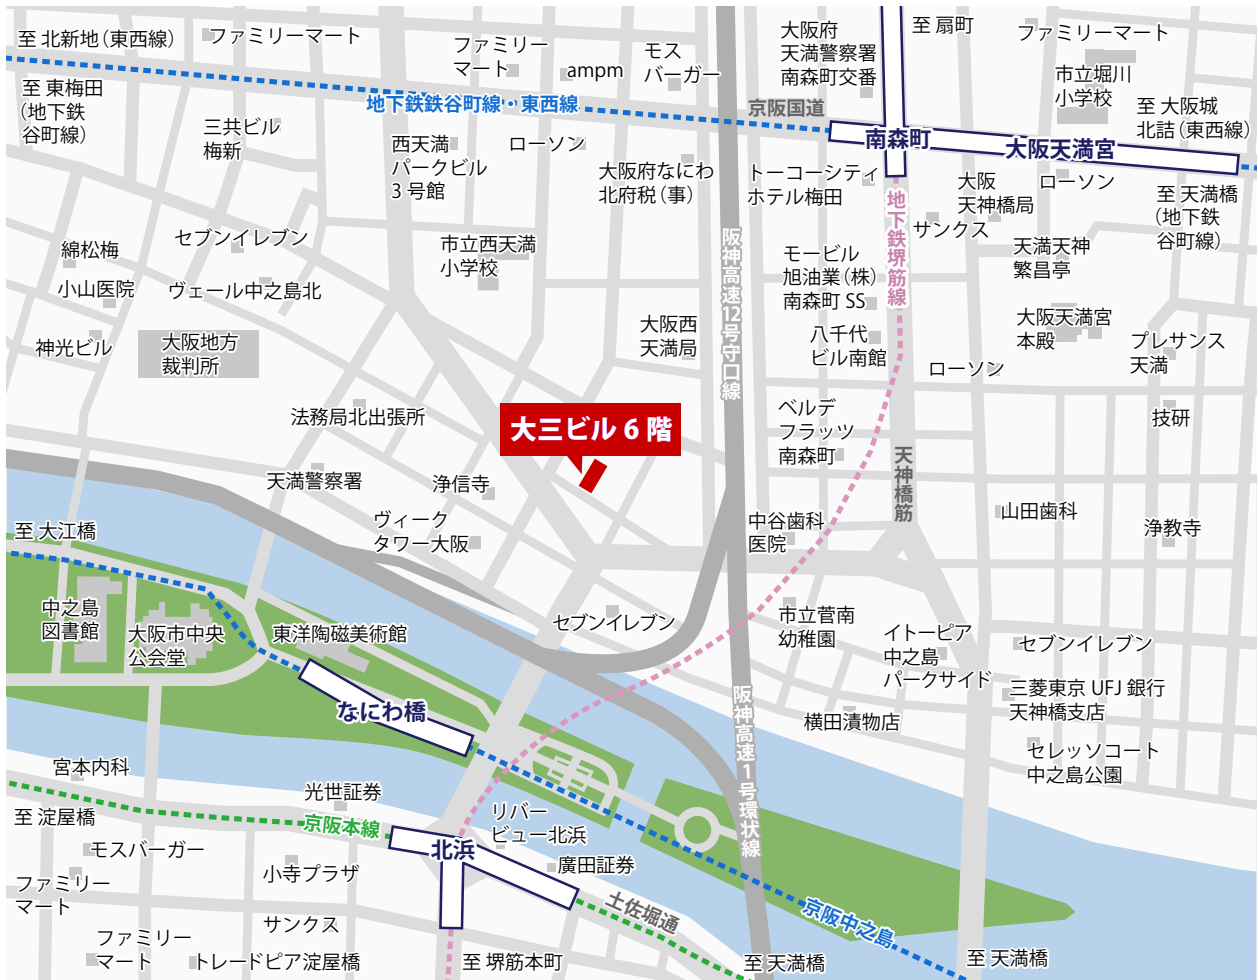 至 北新地（東西線）
ファミリーマート
ファミリー
マート
ampm
モス
バーガー
大阪府
天満警察署
南森町交番
至 扇町
ファミリーマート
市立堀川
小学校
至 東梅田
（地下鉄
谷町線）
地下鉄鉄谷町線・東西線
京阪国道
南森町
大阪天満宮
至 大阪城
北詰（東西線）
三共ビル
梅新
西天満
パークビル
3 号館
ローソン
大阪府なにわ
北府税（事）
トーコーシティ
ホテル梅田
地下鉄堺筋線
大阪
天神橋局
ローソン
至 天満橋
（地下鉄
谷町線）
サンクス
綿松梅
セブンイレブン
市立西天満
小学校
阪神高速12号守口線
モービル
旭油業（株）
南森町 SS
天満天神
繁昌亭
小山医院
ヴェール中之島北
神光ビル
大阪地方
裁判所
大阪西
天満局
八千代
ビル南館
大阪天満宮
本殿
プレサンス
天満
ローソン
法務局北出張所
大三ビル 6 階
ベルデ
フラッツ
南森町
技研
天満警察署
浄信寺
天神橋筋
至 大江橋
ヴィーク
タワー大阪
中谷歯科
医院
山田歯科
浄教寺
中之島
図書館
大阪市中央
公会堂
東洋陶磁美術館
セブンイレブン
市立菅南
幼稚園
イトーピア
中之島
パークサイド
セブンイレブン
なにわ橋
阪神高速1号環状線
横田漬物店
三菱東京 UFJ 銀行
天神橋支店
セレッソコート
中之島公園
宮本内科
至 淀屋橋
光世証券
京阪本線
リバー
ビュー北浜
北浜
モスバーガー
小寺プラザ
廣田証券
ファミリー
マート
サンクス
土佐堀通
京阪中之島
ファミリー
マート
トレードピア淀屋橋
至 堺筋本町
至 天満橋
至 天満橋